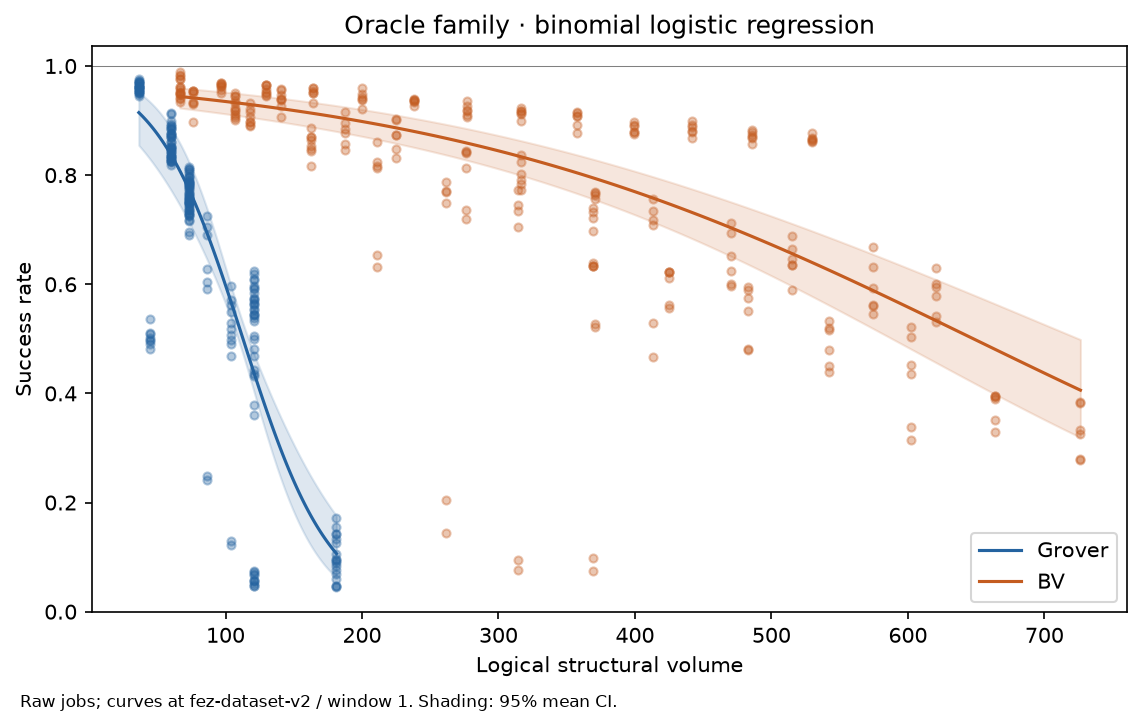 Oracle family · binomial logistic regression
1.0
0.8
0.6
0.4
0.2
0.0
Success rate
100 200 300 400 500 600 700
Logical structural volume
Grover
BV
Raw jobs; curves at fez-dataset-v2 / window 1. Shading: 95% mean CI.